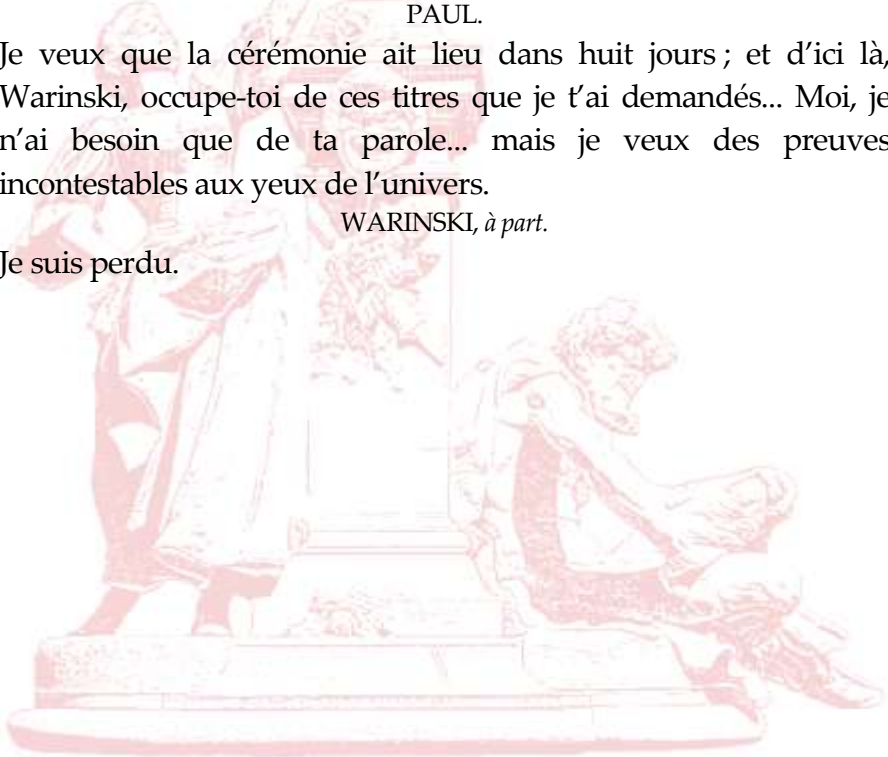 PAUL.
Je veux que la cérémonie ait lieu dans huit jours ; et d’ici là,
Warinski, occupe-toi de ces titres que je t’ai demandés... Moi, je
n’ai besoin que de ta parole... mais je veux des preuves
incontestables aux yeux de l’univers.
WARINSKI, à part.
Je suis perdu.